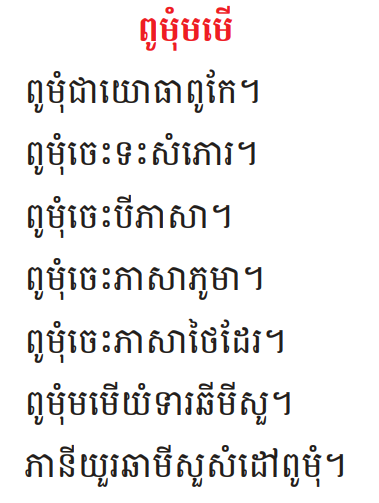 ពូមុំមមើ
ពូមុំជាយោធាពូកែ។
ពូមុំចេះទះសំភោរ។
ពូមុំចេះបីភាសា។
ពូមុំចេះភាសាភូមា។
ពូមុំចេះភាសាថៃដែរ។
ពូមុំមមើយំទារឆីមីសួ។
ភានីយួរឆាមីសួសំដៅពូមុំ។